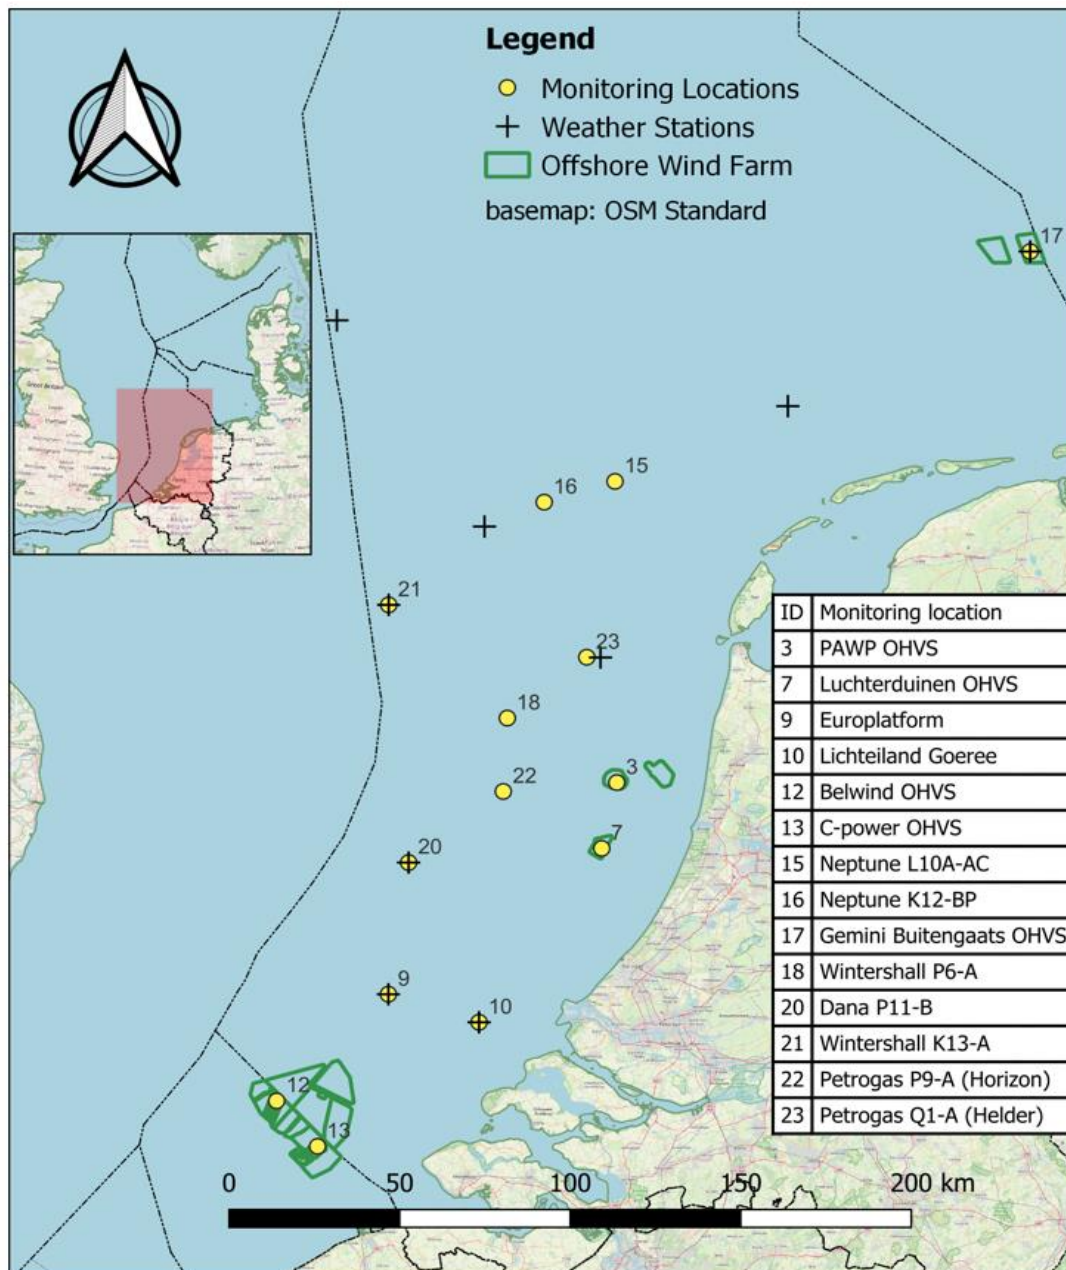 Legend
Monitoring Locations
Weather Stations
Offshore Wind Farm
basemap: OSM Standard
17
15
16
21
23
18
3
22
7
20
9
10
12
13
ID Monitoring location
3 PAWP OHVS
7 Luchterduinen OHVS
9 Europlatform
10 Lichteiland Goeree
12 Belwind OHVS
13 C-power OHVS
15 Neptune L10A-AC
16 Neptune K12-BP
17 Gemini Buitengaats OHVS
18 Wintershall P6-A
20 Dana P11-B
21 Wintershall K13-A
22 Petrogas P9-A (Horizon)
23 Petrogas Q1-A (Helder)
0 50 100 150 200 km